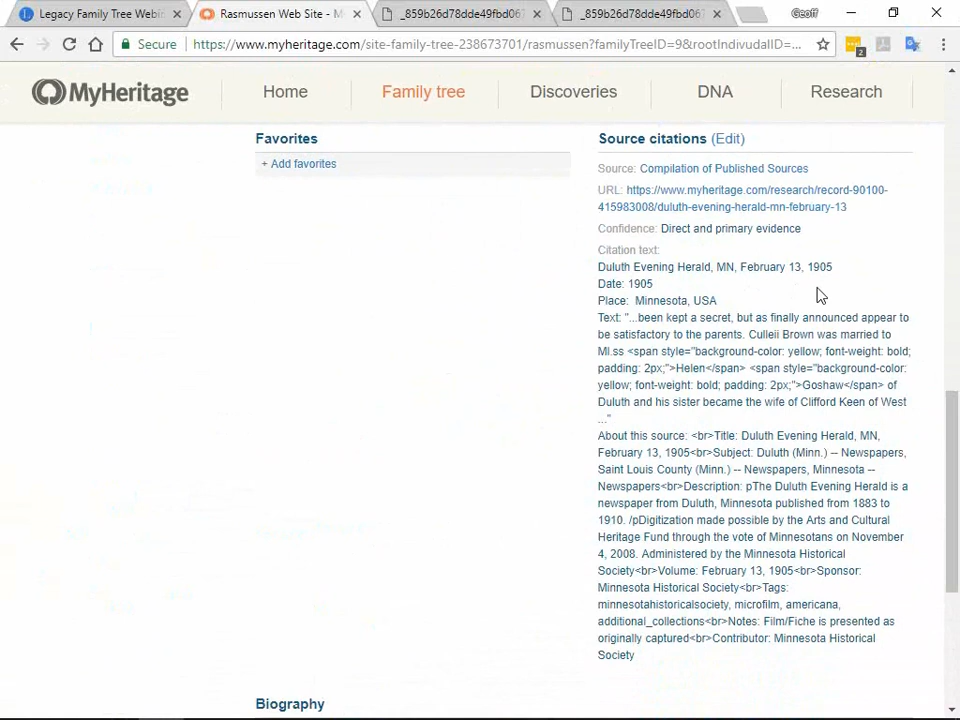 Legacy Family Tree Webin
Rasmussen Web Site - M
_859b26d78dde49fbd067
_859b26d78dde49fbd067
Geoff
Secure
https://www.myheritage.com/site-family-tree-238673701/rasmussen?familyTreeID=9&rootIndivudalID=...
2
MyHeritage
Home
Family tree
Discoveries
DNA
Research
Favorites
+ Add favorites
Source citations (Edit)
Source: Compilation of Published Sources
URL: https://www.myheritage.com/research/record-90100-
415983008/duluth-evening-herald-mn-february-13
Confidence: Direct and primary evidence
Citation text:
Duluth Evening Herald, MN, February 13, 1905
Date: 1905
Place: Minnesota, USA
Text: "...been kept a secret, but as finally announced appear to
be satisfactory to the parents. Culleii Brown was married to
Ml.ss <span style="background-color: yellow; font-weight: bold;
padding: 2px;">Helen</span> <span style="background-color:
yellow; font-weight: bold; padding: 2px;">Goshaw</span> of
Duluth and his sister became the wife of Clifford Keen of West
..."
About this source: <br>Title: Duluth Evening Herald, MN,
February 13, 1905<br>Subject: Duluth (Minn.) -- Newspapers,
Saint Louis County (Minn.) -- Newspapers, Minnesota --
Newspapers<br>Description: pThe Duluth Evening Herald is a
newspaper from Duluth, Minnesota published from 1883 to
1910. /pDigitization made possible by the Arts and Cultural
Heritage Fund through the vote of Minnesotans on November
4, 2008. Administered by the Minnesota Historical
Society<br>Volume: February 13, 1905<br>Sponsor:
Minnesota Historical Society<br>Tags:
minnesotahistoricalsociety, microfilm, americana,
additional_collections<br>Notes: Film/Fiche is presented as
originally captured<br>Contributor: Minnesota Historical
Society
Biography